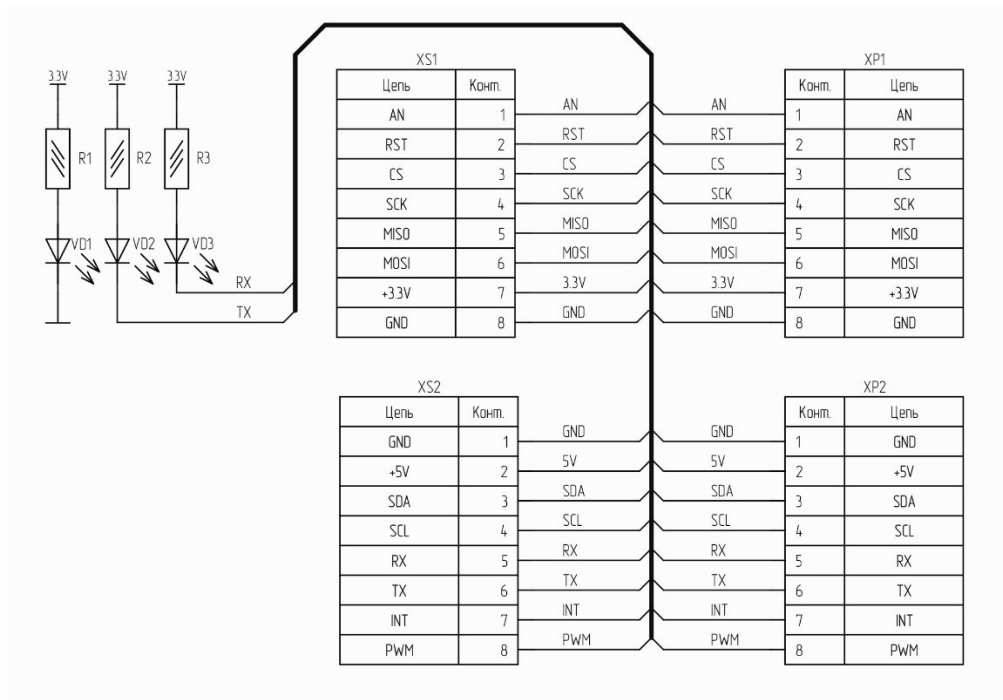 3.3V 3.3V 3.3V
R1 R2 R3
VD1 VD2 VD3
RX
TX
XS1
Цепь Конт.
AN 1 AN
RST 2 RST
CS 3 CS
SCK 4 SCK
MISO 5 MISO
MOSI 6 MOSI
+3.3V 7 3.3V
GND 8 GND
XP1
Конт. Цепь
AN 1 AN
RST 2 RST
CS 3 CS
SCK 4 SCK
MISO 5 MISO
MOSI 6 MOSI
3.3V 7 +3.3V
GND 8 GND
XS2
Цепь Конт.
GND 1 GND
+5V 2 5V
SDA 3 SDA
SCL 4 SCL
RX 5 RX
TX 6 TX
INT 7 INT
PWM 8 PWM
XP2
Конт. Цепь
GND 1 GND
5V 2 +5V
SDA 3 SDA
SCL 4 SCL
RX 5 RX
TX 6 TX
INT 7 INT
PWM 8 PWM